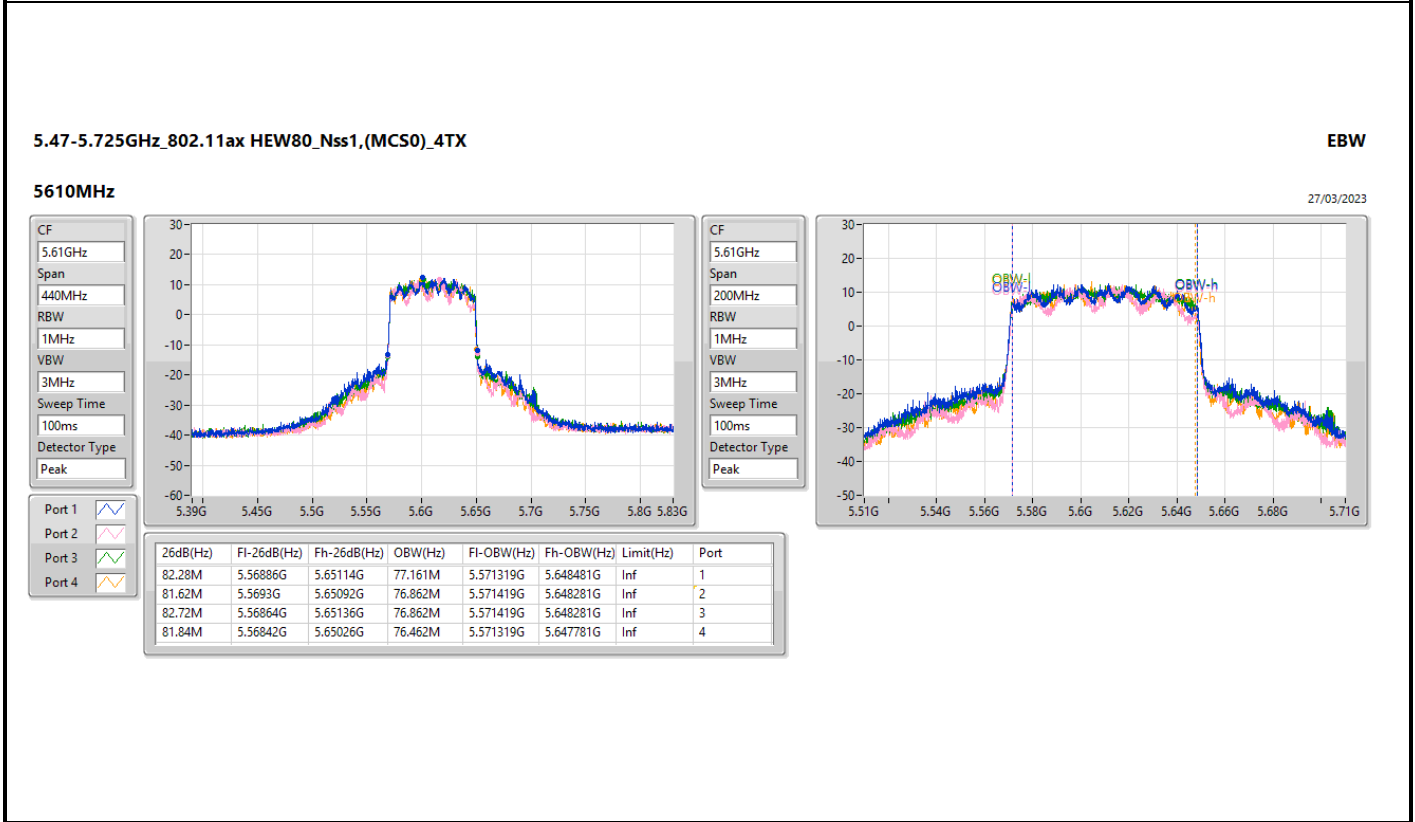 5.47-5.725GHz_802.11ax HEW80_Nss1,(MCS0)_4TX
EBW
5610MHz
27/03/2023
CF
5.61GHz
Span
440MHz
RBW
1MHz
VBW
3MHz
Sweep Time
100ms
Detector Type
Peak
30
20
10
0
-10
-20
-30
-40
-50
-60
5.39G 5.45G 5.5G 5.55G 5.6G 5.65G 5.7G 5.75G 5.8G 5.83G
CF
5.61GHz
Span
200MHz
RBW
1MHz
VBW
3MHz
Sweep Time
100ms
Detector Type
Peak
30
20
10
0
-10
-20
-30
-40
-50
OBW-l
OBW-l
OBW-h
OBW-h
5.51G 5.54G 5.56G 5.58G 5.6G 5.62G 5.64G 5.66G 5.68G 5.71G
Port 1
Port 2
Port 3
Port 4
26dB(Hz) Fl-26dB(Hz) Fh-26dB(Hz) OBW(Hz) Fl-OBW(Hz) Fh-OBW(Hz) Limit(Hz) Port
82.28M 5.56886G 5.65114G 77.161M 5.571319G 5.648481G Inf 1
81.62M 5.5693G 5.65092G 76.862M 5.571419G 5.648281G Inf 2
82.72M 5.56864G 5.65136G 76.862M 5.571419G 5.648281G Inf 3
81.84M 5.56842G 5.65026G 76.462M 5.571319G 5.647781G Inf 4